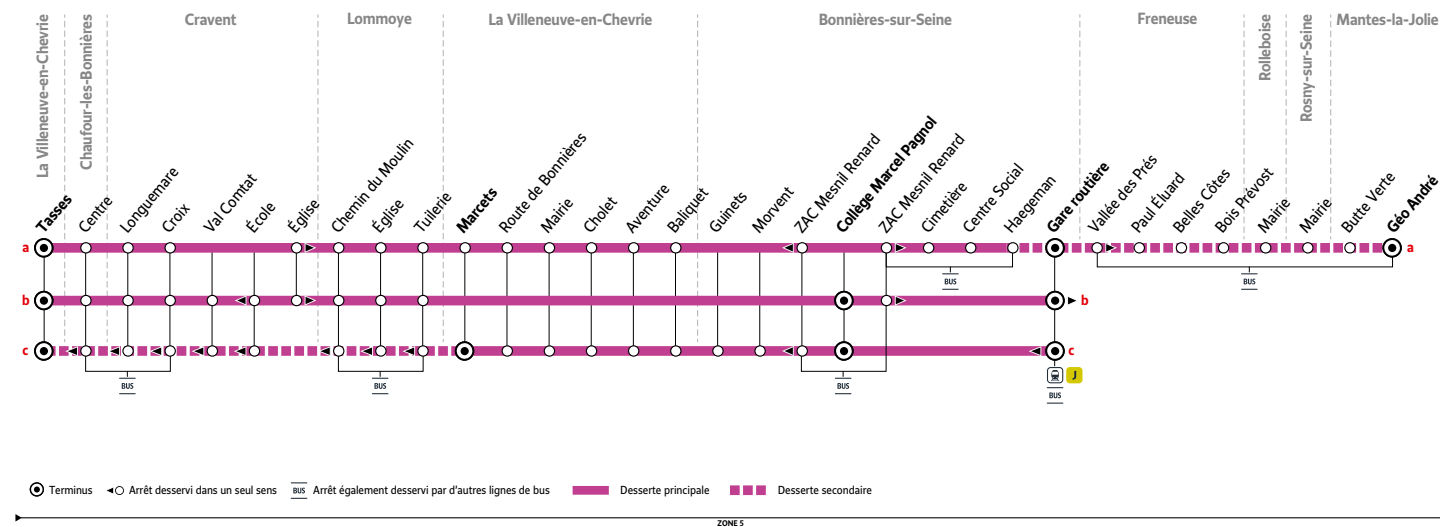 La Villeneuve-en-Chevrie
Chaufour-les-Bonnières
Cravent
Lommoye
La Villeneuve-en-Chevrie
Bonnières-sur-Seine
Freneuse
Rolleboise
Rosny-sur-Seine
Mantes-la-Jolie
Tasses
Centre
Longuemare
Croix
Val Comtat
École
Église
Chemin du Moulin
Église
Tuilerie
Marcets
Route de Bonnières
Mairie
Cholet
Aventure
Baliquet
Guinets
Morvent
ZAC Mesnil Renard
Collège Marcel Pagnol
ZAC Mesnil Renard
Cimetière
Centre Social
Haegeman
Gare routière
Vallée des Prés
Paul Éluard
Belles Côtes
Bois Prévost
Mairie
Mairie
Butte Verte
Géo André
a
a
BUS
BUS
b
b
c
c
BUS
BUS
BUS
J
BUS
Terminus
Arrêt desservi dans un seul sens
BUS
Arrêt également desservi par d'autres lignes de bus
Desserte principale
Desserte secondaire
ZONE 5